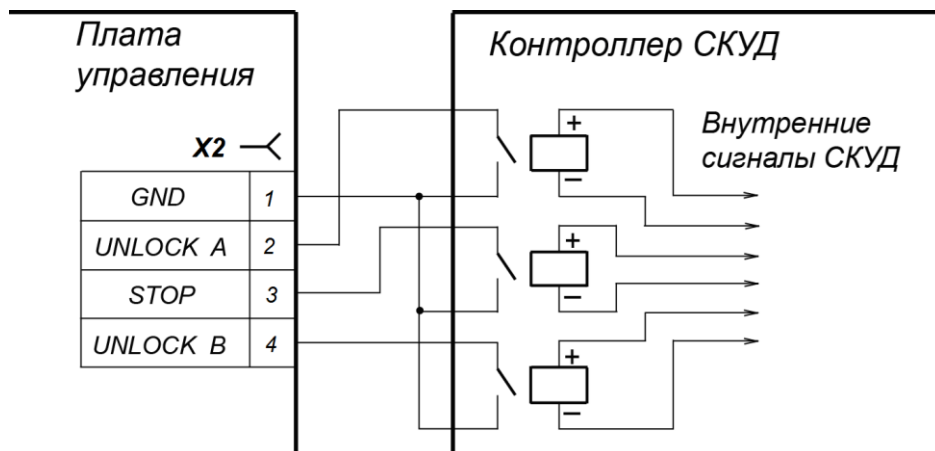 Плата
управления
Контроллер СКУД
Внутренние
сигналы СКУД
X2
GND 1
UNLOCK A 2
STOP 3
UNLOCK B 4
+
−
+
−
+
−